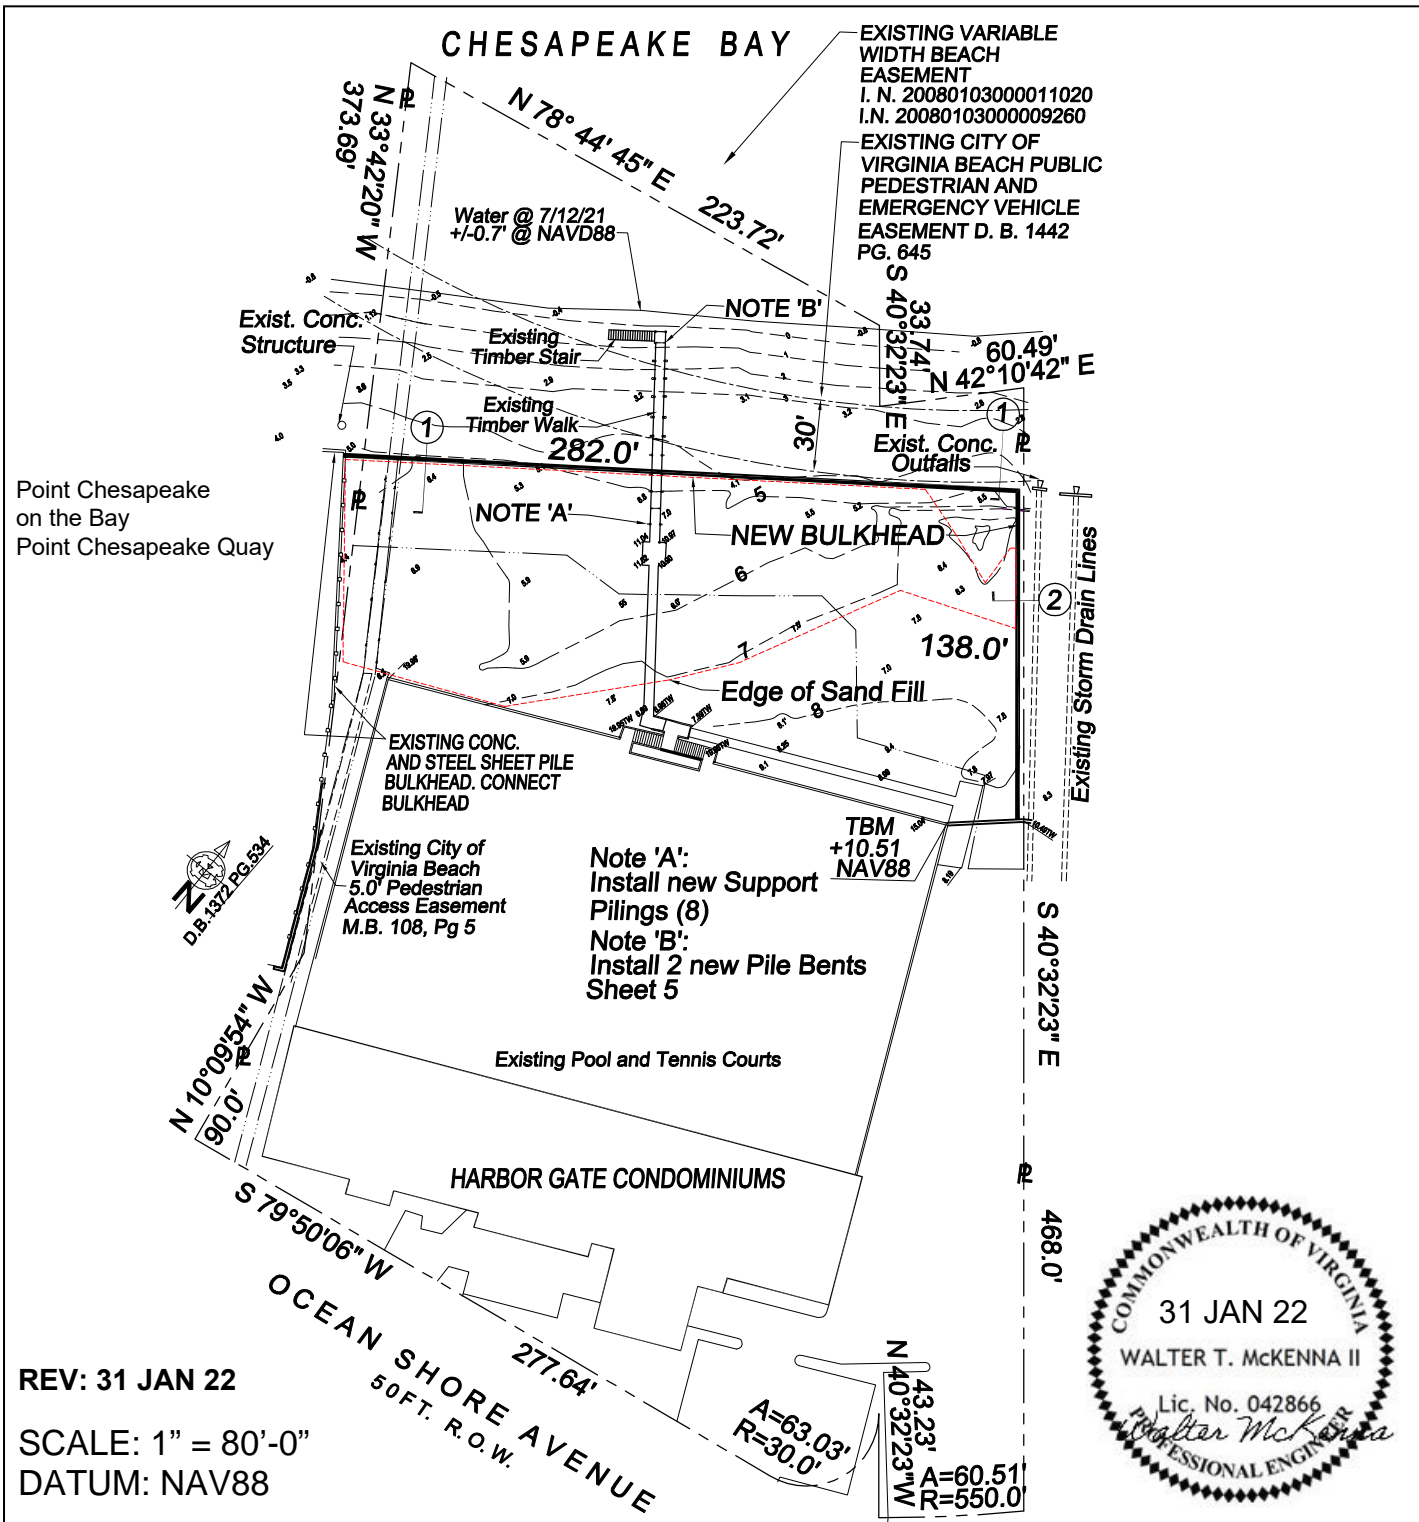 CHESAPEAKE BAY
EXISTING VARIABLE
WIDTH BEACH
EASEMENT
I. N. 20080103000011020
I.N. 20080103000009260
EXISTING CITY OF
VIRGINIA BEACH PUBLIC
PEDESTRIAN AND
EMERGENCY VEHICLE
EASEMENT D. B. 1442
PG. 645
N 33°42'20" W
373.69'
N 78° 44' 45" E 223.72'
Water @ 7/12/21
+/-0.7' @ NAVD88
S 40°32'23" E
33.74'
60.49'
N 42°10'42" E
NOTE 'B'
Exist. Conc.
Structure
Existing
Timber Stair
Existing
Timber Walk
1
282.0'
30'
1
Exist. Conc.
Outfalls
Point Chesapeake
on the Bay
Point Chesapeake Quay
NOTE 'A'
NEW BULKHEAD
5
6
7
8
2
138.0'
Edge of Sand Fill
Existing Storm Drain Lines
EXISTING CONC.
AND STEEL SHEET PILE
BULKHEAD. CONNECT
BULKHEAD
TBM
+10.51
NAV88
N
D.B.1372 PG.534
Existing City of
Virginia Beach
5.0' Pedestrian
Access Easement
M.B. 108, Pg 5
Note 'A':
Install new Support
Pilings (8)
Note 'B':
Install 2 new Pile Bents
Sheet 5
S 40°32'23" E
468.0'
N 10°09'54" W
90.0'
Existing Pool and Tennis Courts
HARBOR GATE CONDOMINIUMS
S 79°50'06" W
277.64'
OCEAN SHORE AVENUE
50FT. R.O.W.
A=63.03'
R=30.0'
N 40°32'23"W
43.23'
A=60.51'
R=550.0'
REV: 31 JAN 22
SCALE: 1” = 80’-0”
DATUM: NAV88
COMMONWEALTH OF VIRGINIA
31 JAN 22
WALTER T. McKENNA II
Lic. No. 042866
Walter McKenna
PROFESSIONAL ENGINEER